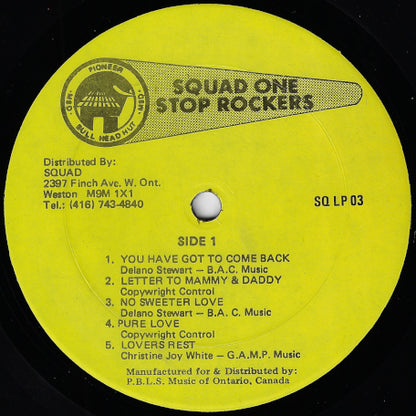 PIONEER
BULL HEAD HUT
SQUAD ONE
STOP ROCKERS
Distributed By:
SQUAD
2397 Finch Ave. W. Ont.
Weston M9M 1X1
Tel.: (416) 743-4840
SQ LP 03
SIDE 1
1. YOU HAVE GOT TO COME BACK
Delano Stewart – B.A.C. Music
2. LETTER TO MAMMY & DADDY
Copywright Control
3. NO SWEETER LOVE
Delano Stewart – B.A. C. Music
4. PURE LOVE
Copywright Control
5. LOVERS REST
Christine Joy White – G.A.M.P. Music
Manufactured for & Distributed by:
P.B.L.S. Music of Ontario, Canada